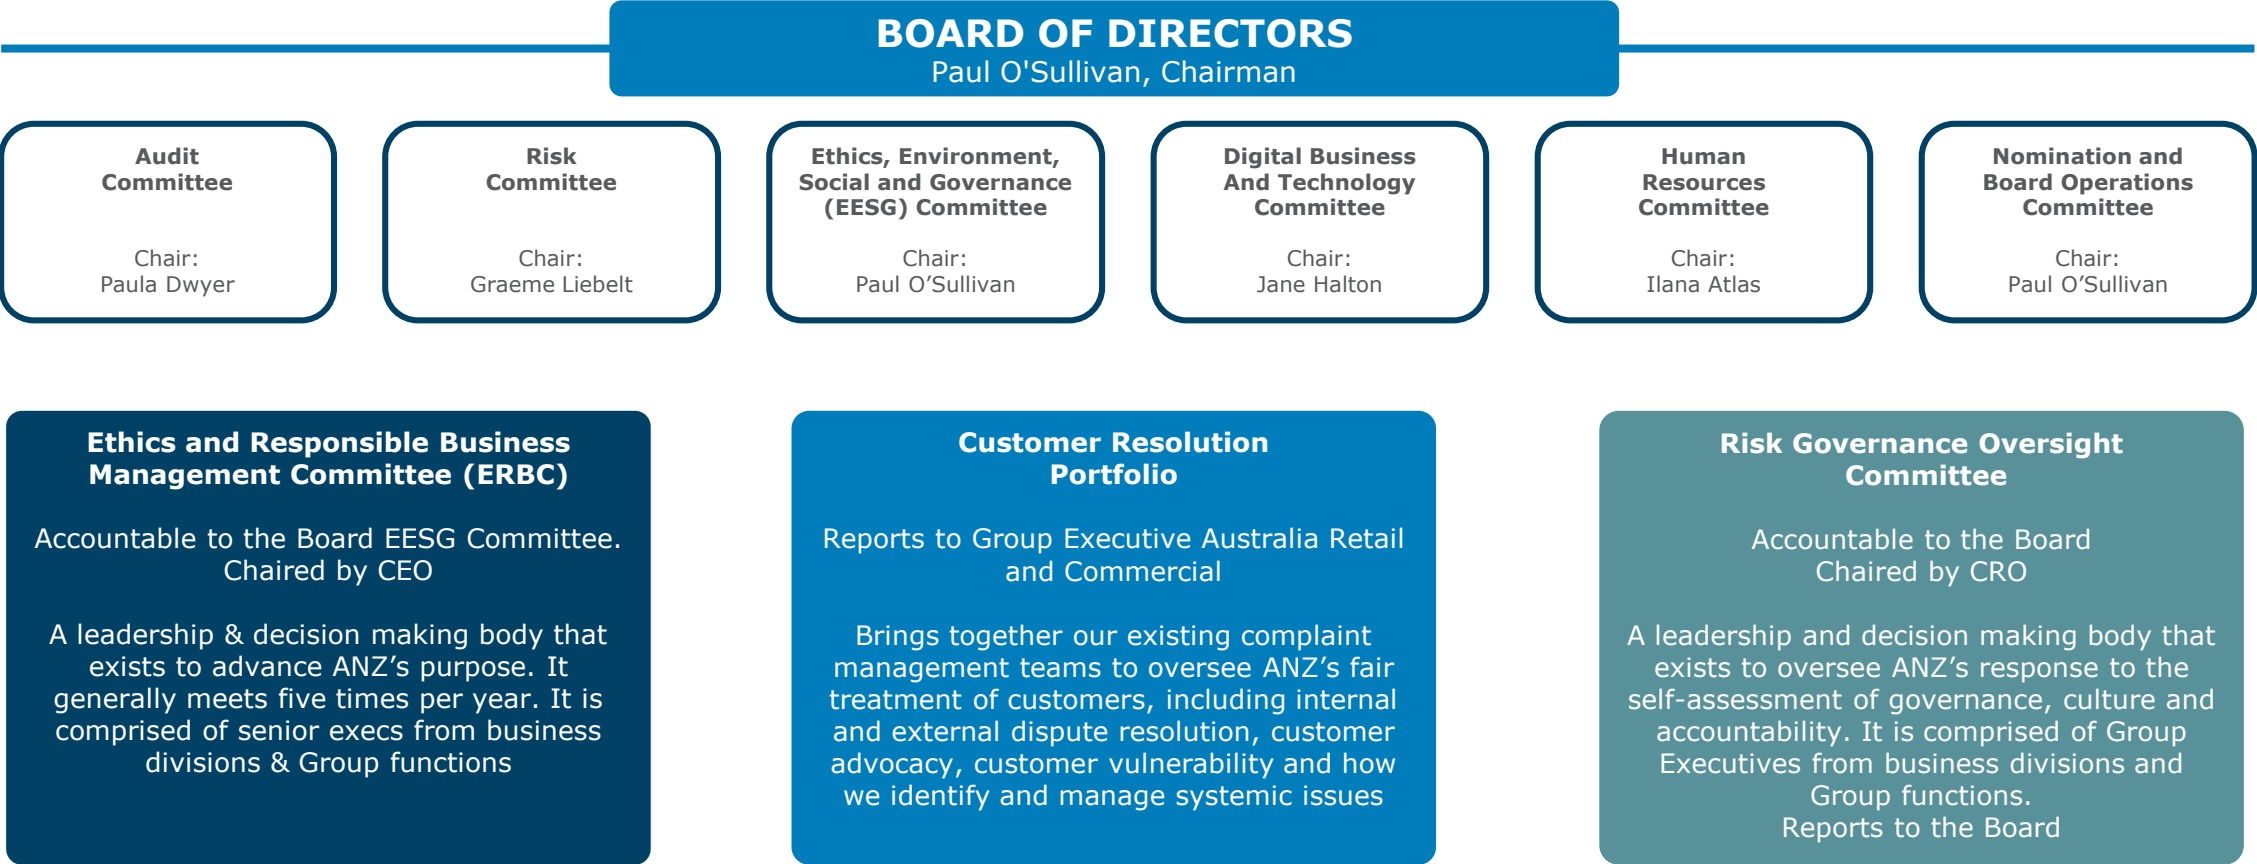 BOARD OF DIRECTORS
Paul O'Sullivan, Chairman
Audit
Committee
Chair:
Paula Dwyer
Risk
Committee
Chair:
Graeme Liebelt
Ethics, Environment,
Social and Governance
(EESG) Committee
Chair:
Paul O’Sullivan
Digital Business
And Technology
Committee
Chair:
Jane Halton
Human
Resources
Committee
Chair:
Ilana Atlas
Nomination and
Board Operations
Committee
Chair:
Paul O’Sullivan
Ethics and Responsible Business
Management Committee (ERBC)
Accountable to the Board EESG Committee.
Chaired by CEO
A leadership & decision making body that
exists to advance ANZ’s purpose. It
generally meets five times per year. It is
comprised of senior execs from business
divisions & Group functions
Customer Resolution
Portfolio
Reports to Group Executive Australia Retail
and Commercial
Brings together our existing complaint
management teams to oversee ANZ’s fair
treatment of customers, including internal
and external dispute resolution, customer
advocacy, customer vulnerability and how
we identify and manage systemic issues
Risk Governance Oversight
Committee
Accountable to the Board
Chaired by CRO
A leadership and decision making body that
exists to oversee ANZ’s response to the
self-assessment of governance, culture and
accountability. It is comprised of Group
Executives from business divisions and
Group functions.
Reports to the Board